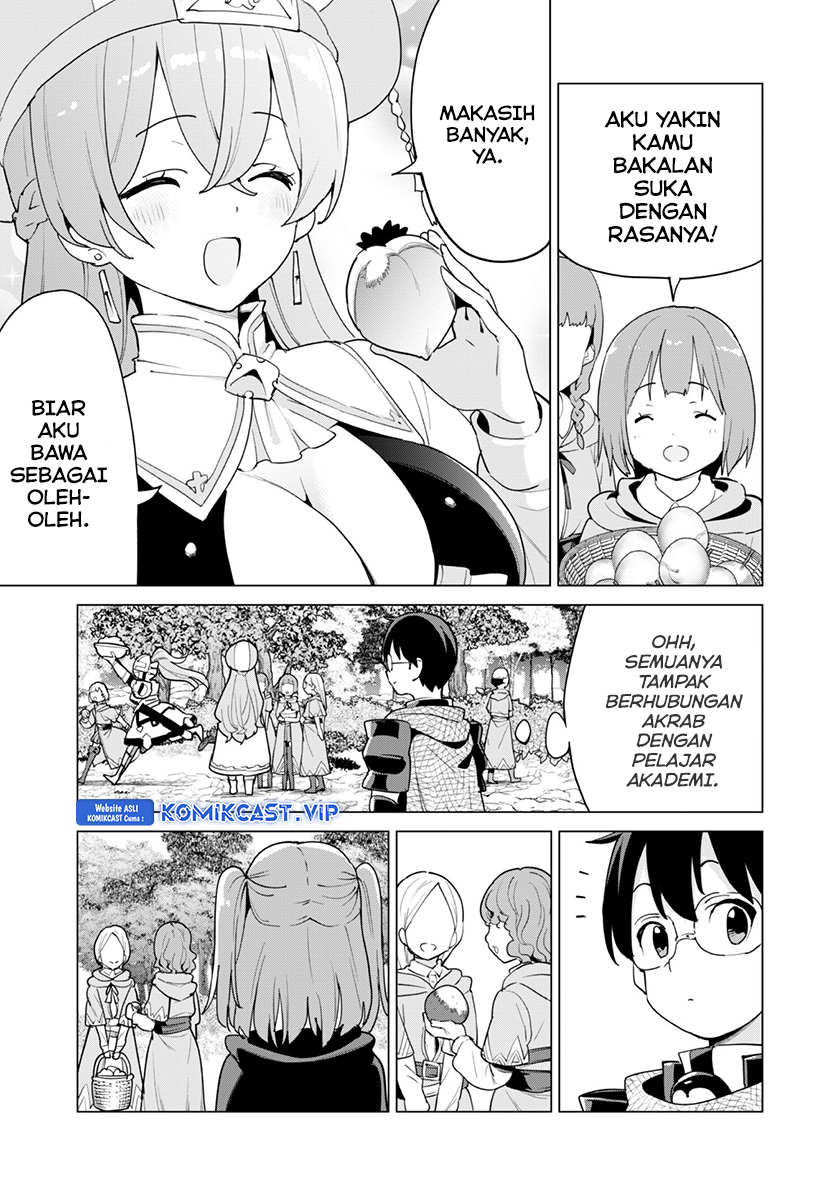 AKU YAKIN
KAMU
BAKALAN
SUKA
DENGAN
RASANYA!
MAKASIH
BANYAK,
YA.
BIAR
AKU
BAWA
SEBAGAI
OLEH-
OLEH.
OHH,
SEMUANYA
TAMPAK
BERHUBUNGAN
AKRAB
DENGAN
PELAJAR
AKADEMI.
Website ASLI
KOMIKCAST Cuma :
KOMIKCAST.VIP